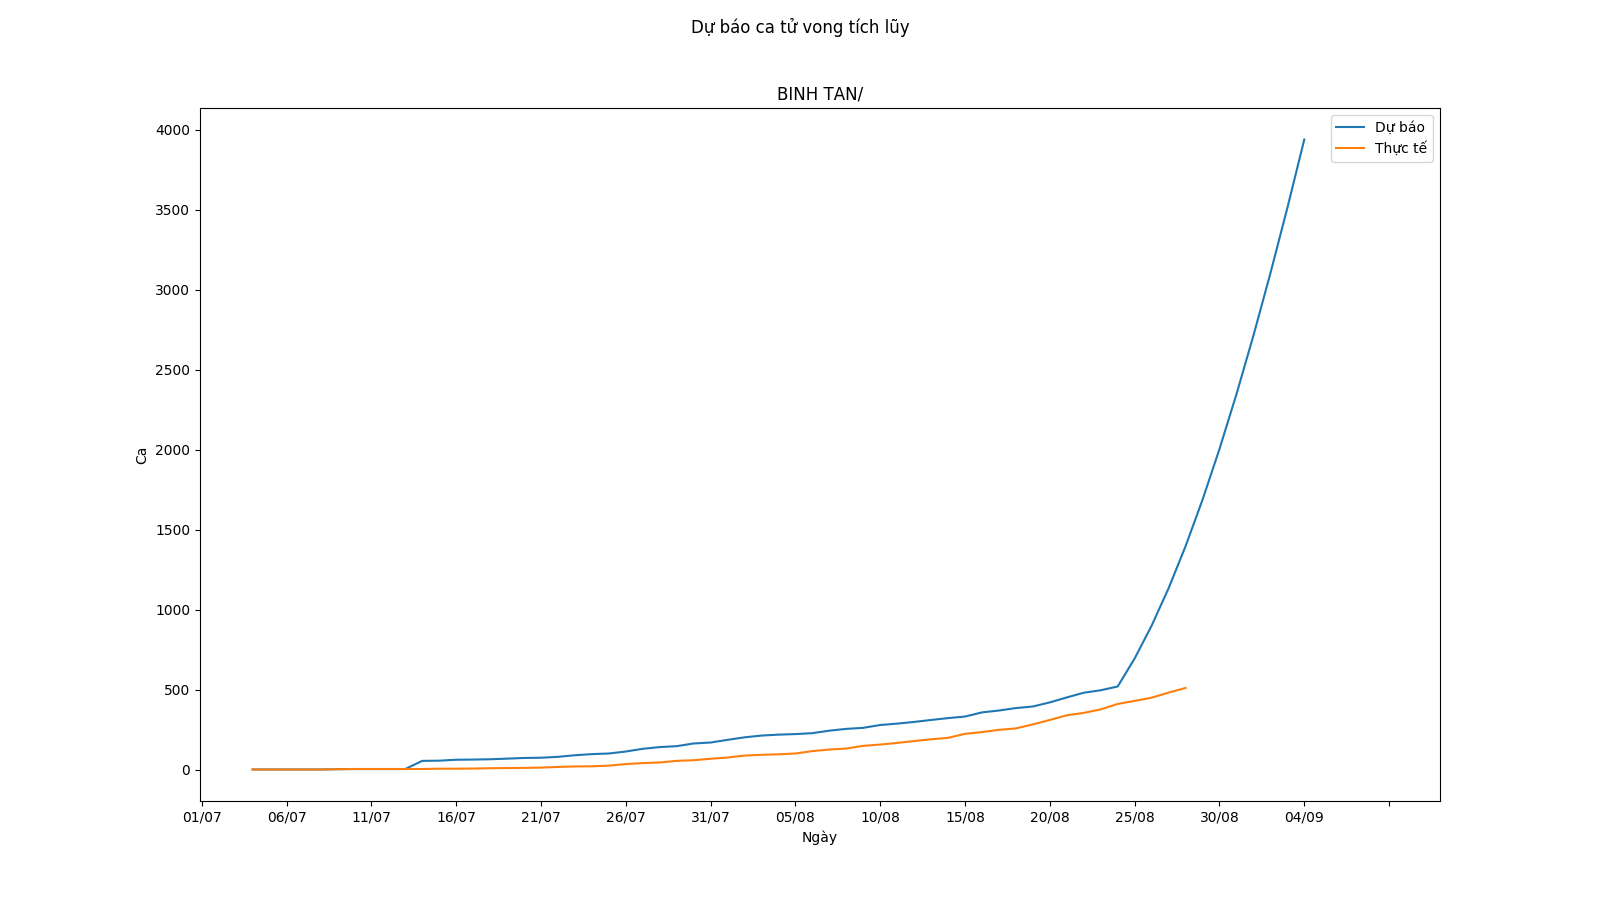 Dự báo ca tử vong tích lũy
BINH TAN/
Dự báo
Thực tế
4000
3500
3000
2500
2000
1500
1000
500
0
Ca
01/07 06/07 11/07 16/07 21/07 26/07 31/07 05/08 10/08 15/08 20/08 25/08 30/08 04/09
Ngày